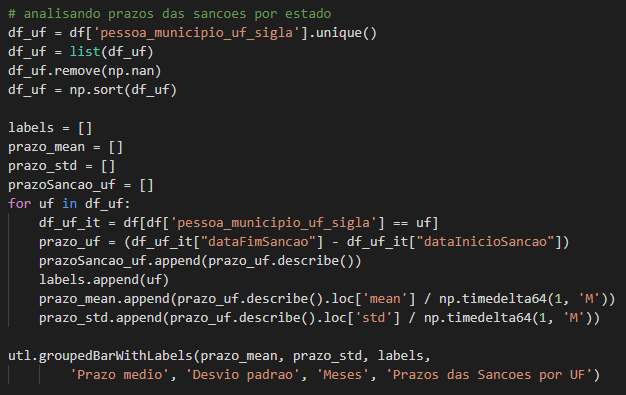 # analisando prazos das sancoes por estado
df_uf = df['pessoa_municipio_uf_sigla'].unique()
df_uf = list(df_uf)
df_uf.remove(np.nan)
df_uf = np.sort(df_uf)

labels = []
prazo_mean = []
prazo_std = []
prazoSancao_uf = []
for uf in df_uf:
    df_uf_it = df[df['pessoa_municipio_uf_sigla'] == uf]
    prazo_uf = (df_uf_it["dataFimSancao"] - df_uf_it["dataInicioSancao"])
    prazoSancao_uf.append(prazo_uf.describe())
    labels.append(uf)
    prazo_mean.append(prazo_uf.describe().loc['mean'] / np.timedelta64(1, 'M'))
    prazo_std.append(prazo_uf.describe().loc['std'] / np.timedelta64(1, 'M'))

utl.groupedBarWithLabels(prazo_mean, prazo_std, labels,
        'Prazo medio', 'Desvio padrao', 'Meses', 'Prazos das Sancoes por UF')